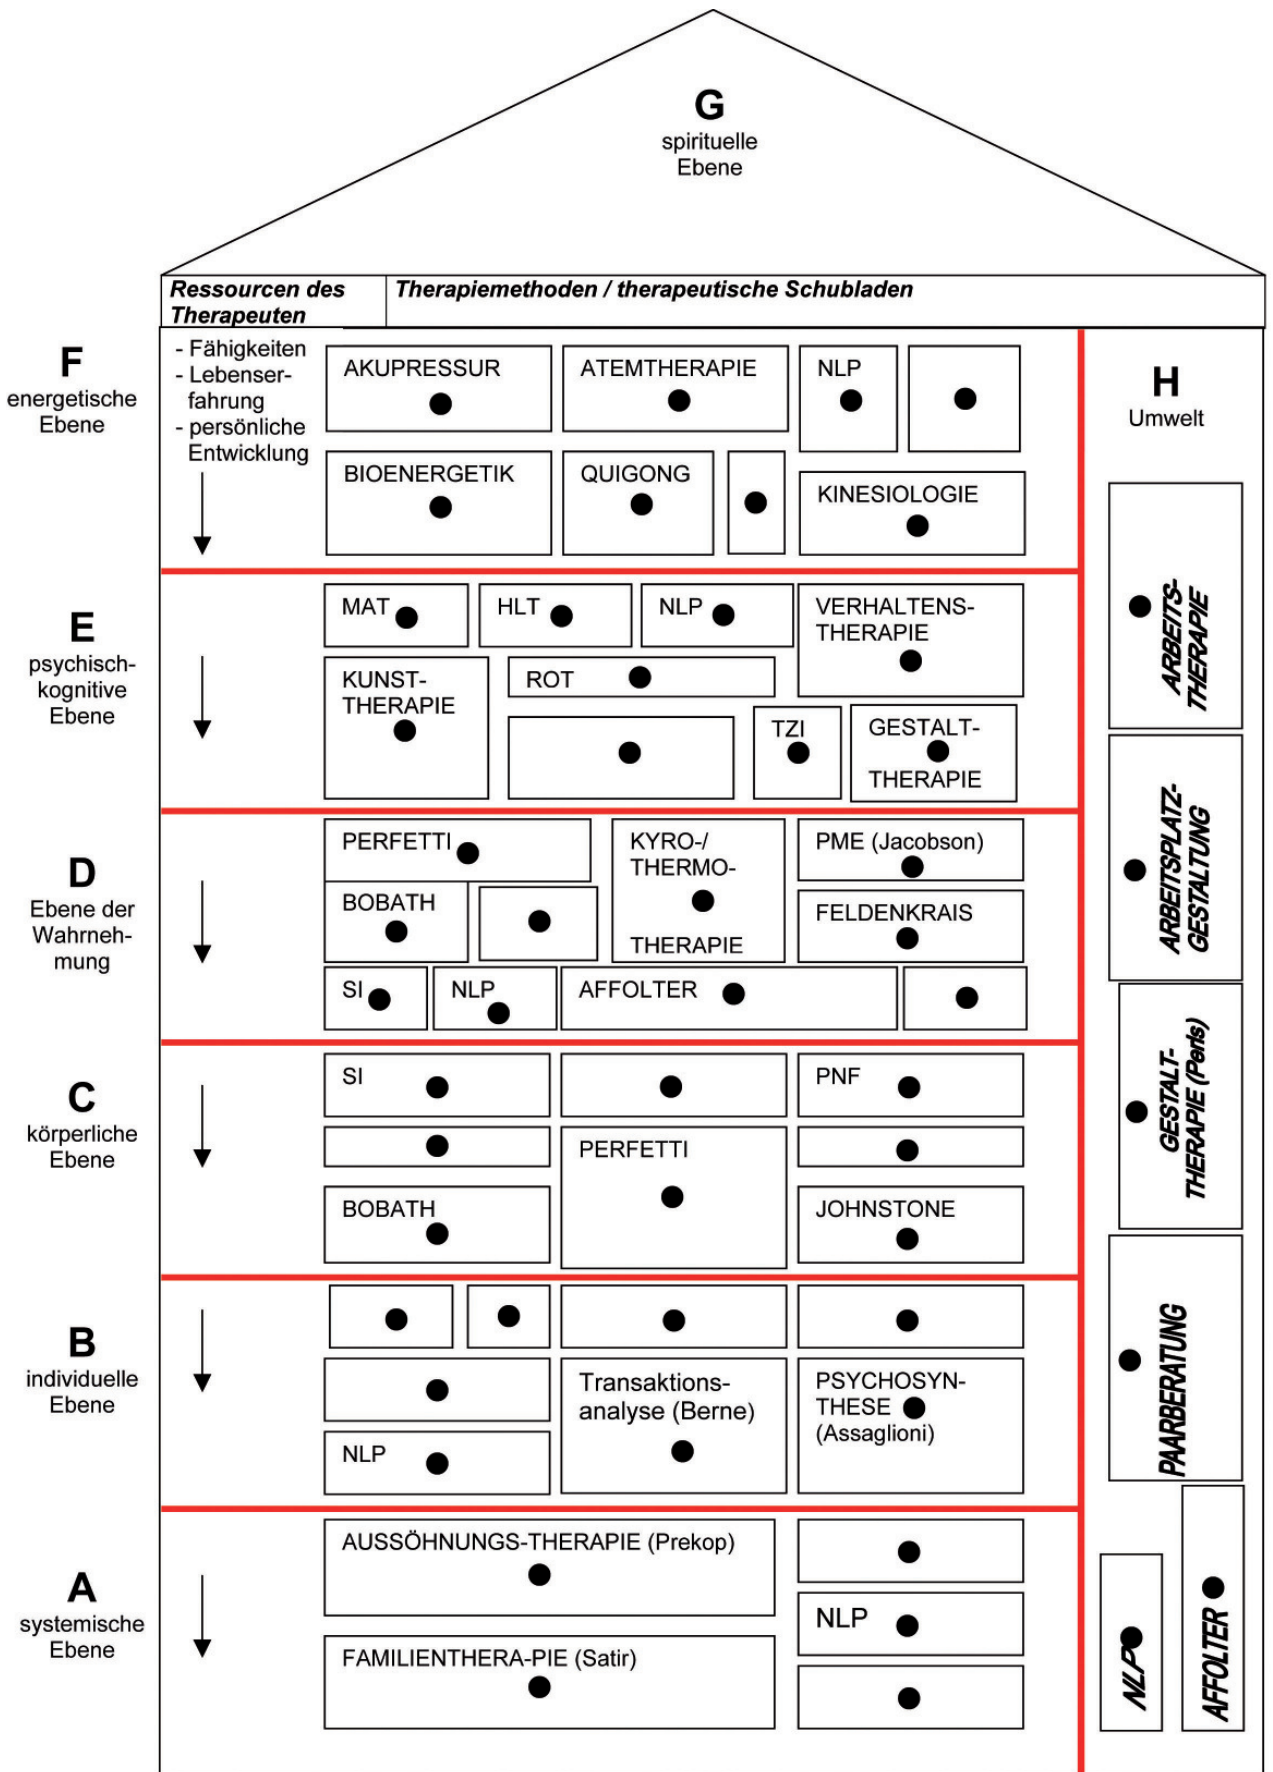 G
spirituelle
Ebene
Ressourcen des
Therapeuten
Therapiemethoden / therapeutische Schubladen
F
energetische
Ebene
- Fähigkeiten
- Lebenser-
fahrung
- persönliche
Entwicklung
AKUPRESSUR
ATEMTHERAPIE
NLP
BIOENERGETIK
QUIGONG
KINESIOLOGIE
E
psychisch-
kognitive
Ebene
MAT
HLT
NLP
VERHALTENS-
THERAPIE
KUNST-
THERAPIE
ROT
TZI
GESTALT-
THERAPIE
D
Ebene der
Wahrneh-
mung
PERFETTI
KYRO-/
THERMO-
THERAPIE
PME (Jacobson)
BOBATH
FELDENKRAIS
SI
NLP
AFFOLTER
C
körperliche
Ebene
SI
PNF
PERFETTI
BOBATH
JOHNSTONE
B
individuelle
Ebene
Transaktions-
analyse (Berne)
PSYCHOSYN-
THESE
(Assaglioni)
NLP
A
systemische
Ebene
AUSSÖHNUNGS-THERAPIE (Prekop)
NLP
FAMILIENTHERA-PIE (Satir)
H
Umwelt
ARBEITS-
THERAPIE
ARBEITSPLATZ-
GESTALTUNG
GESTALT-
THERAPIE (Perls)
PAARBERATUNG
NLP
AFFOLTER